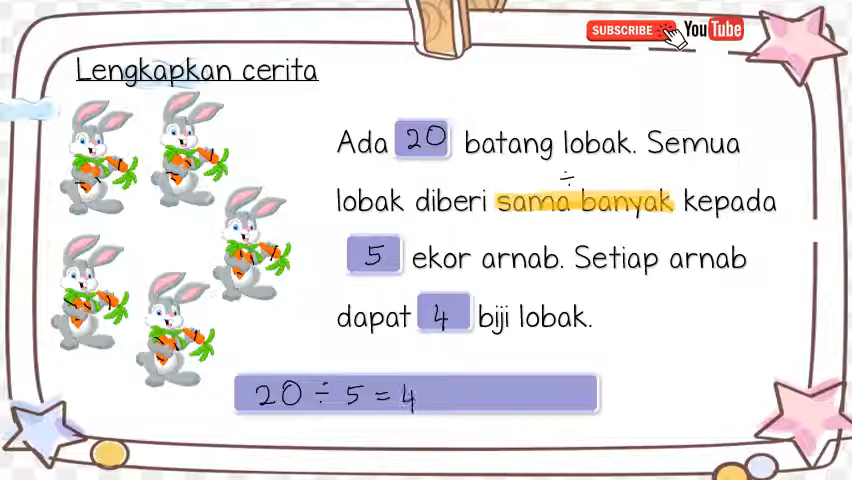 SUBSCRIBE YouTube
Lengkapkan cerita
Ada 20 batang lobak. Semua
÷
lobak diberi sama banyak kepada
5 ekor arnab. Setiap arnab
dapat 4 biji lobak.
20 ÷ 5 = 4